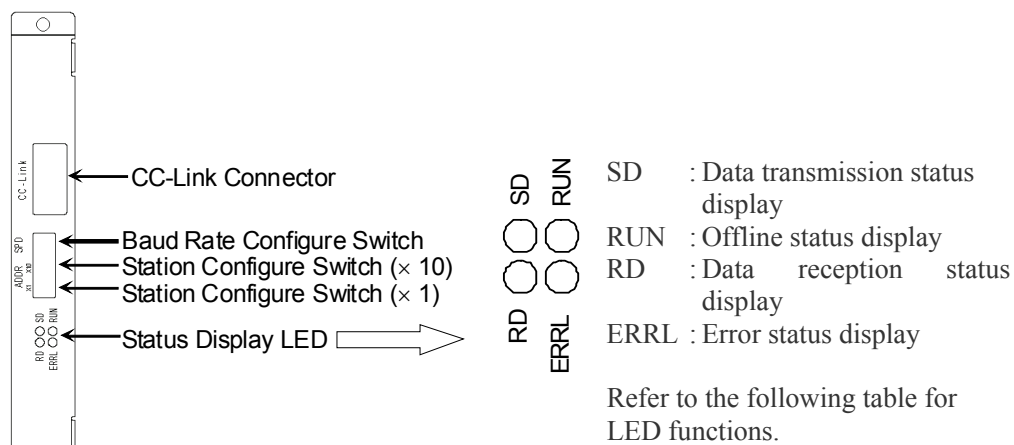 CC-Link
CC-Link Connector
SPD
Baud Rate Configure Switch
ADDR
X10
Station Configure Switch (× 10)
X1
Station Configure Switch (× 1)
SD
RUN
RD
ERRL
Status Display LED
SD
RUN
RD
ERRL
SD : Data transmission status
display
RUN : Offline status display
RD : Data reception status
display
ERRL : Error status display
Refer to the following table for
LED functions.